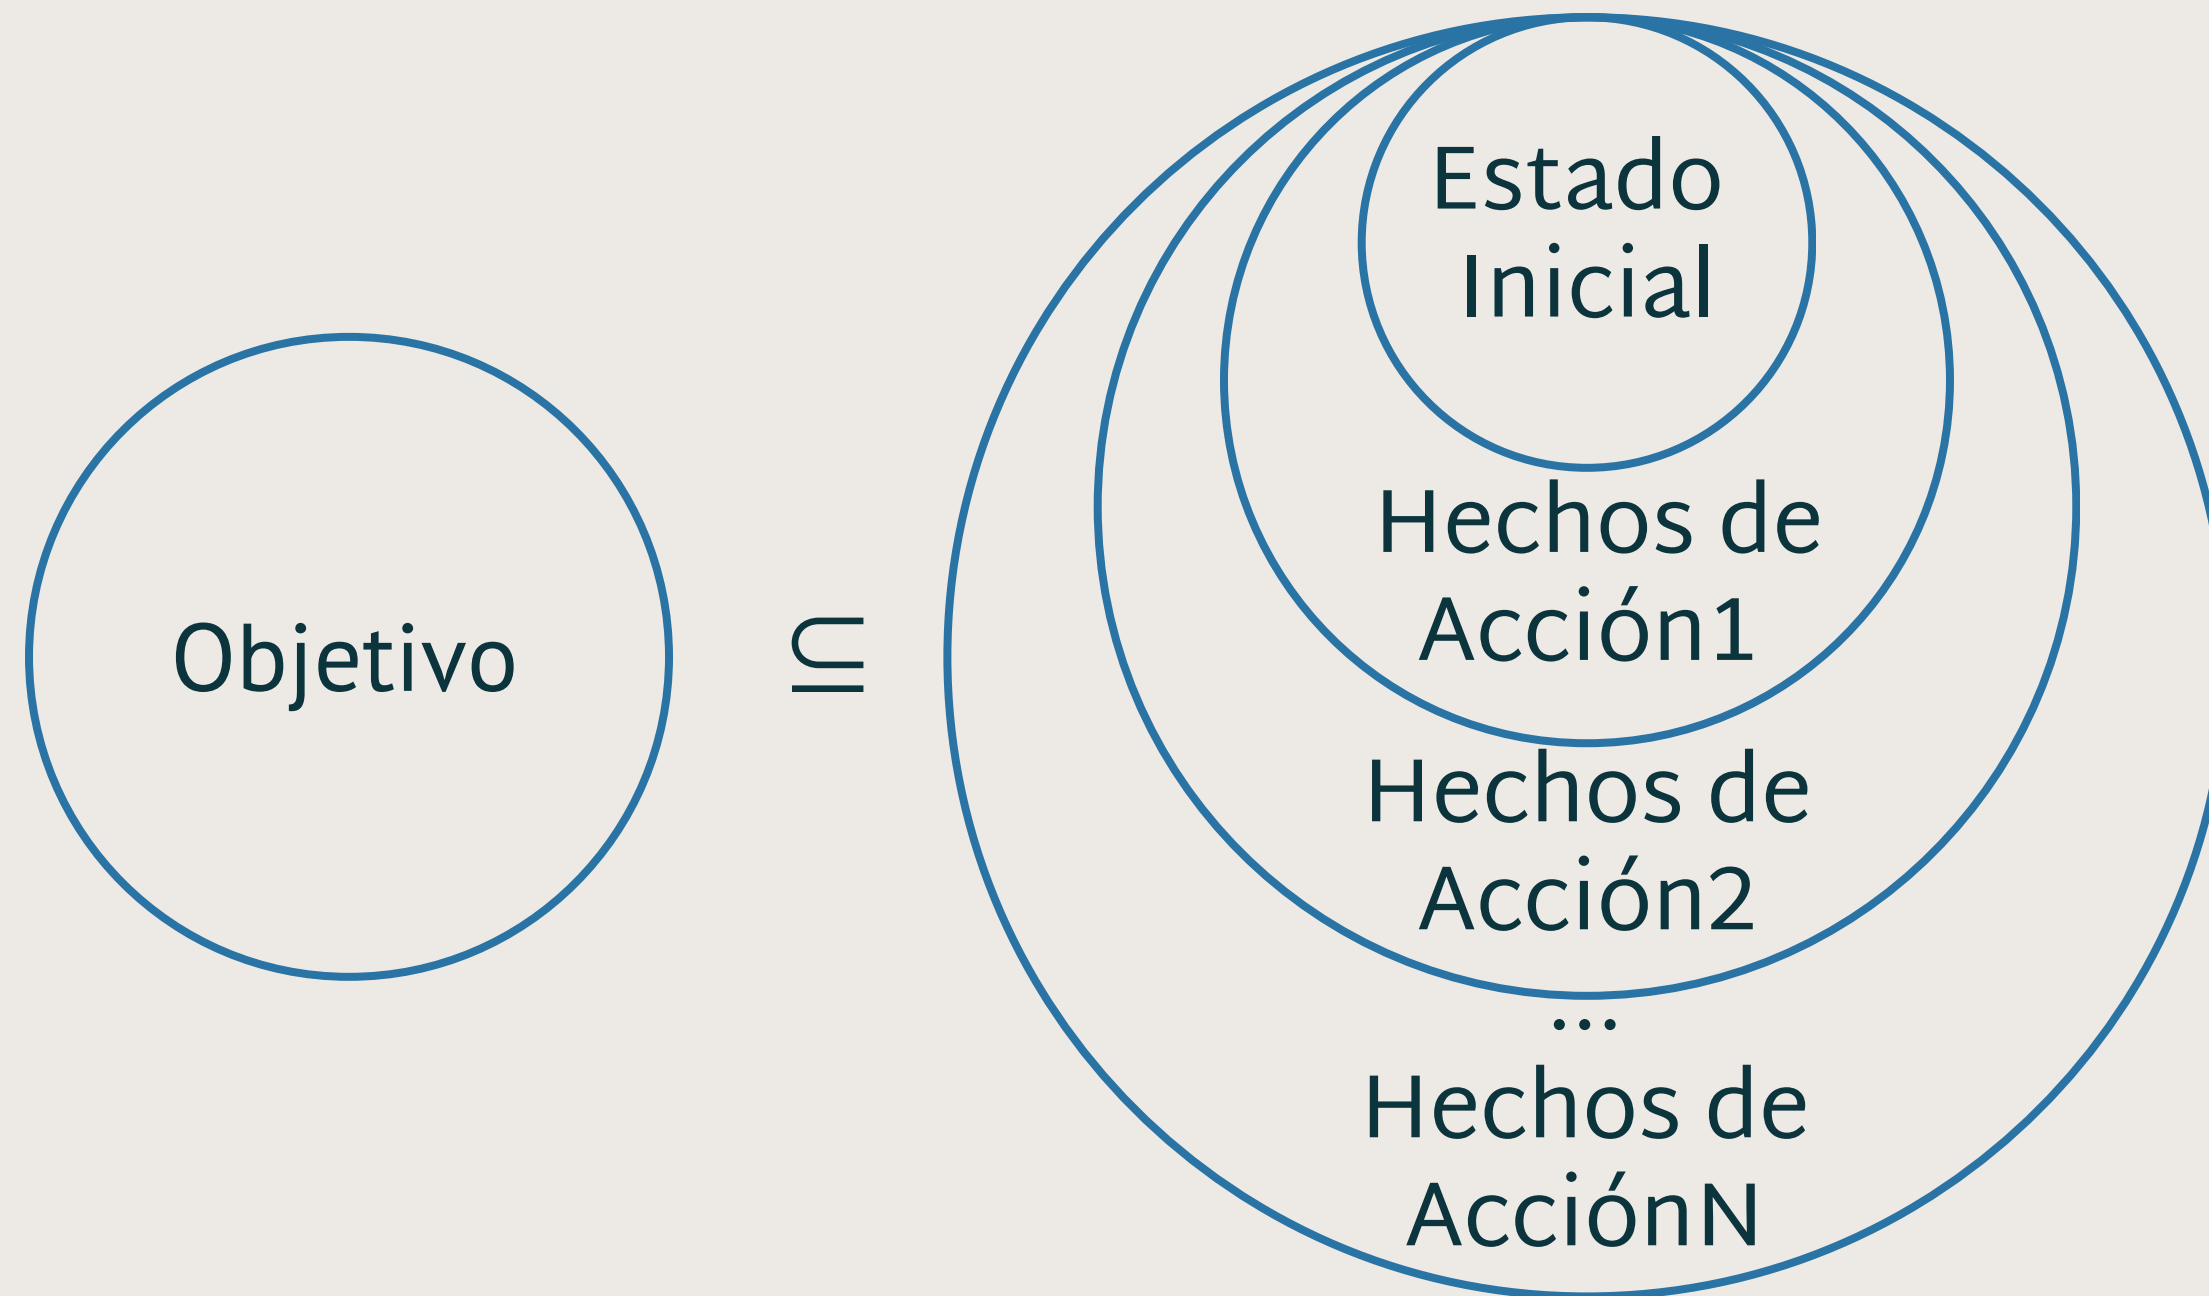 Objetivo
⊆
Estado
Inicial
Hechos de
Acción1
Hechos de
Acción2
...
Hechos de
AcciónN